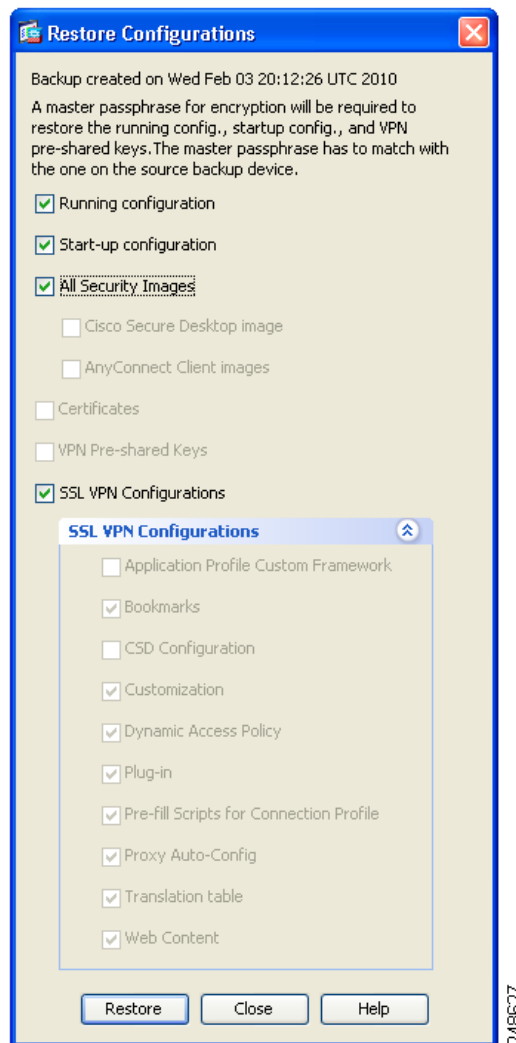 Restore Configurations
Backup created on Wed Feb 03 20:12:26 UTC 2010
A master passphrase for encryption will be required to
restore the running config., startup config., and VPN
pre-shared keys.The master passphrase has to match with
the one on the source backup device.
Running configuration
Start-up configuration
All Security Images
Cisco Secure Desktop image
AnyConnect Client images
Certificates
VPN Pre-shared Keys
SSL VPN Configurations
SSL VPN Configurations
Application Profile Custom Framework
Bookmarks
CSD Configuration
Customization
Dynamic Access Policy
Plug-in
Pre-fill Scripts for Connection Profile
Proxy Auto-Config
Translation table
Web Content
Restore
Close
Help
248627